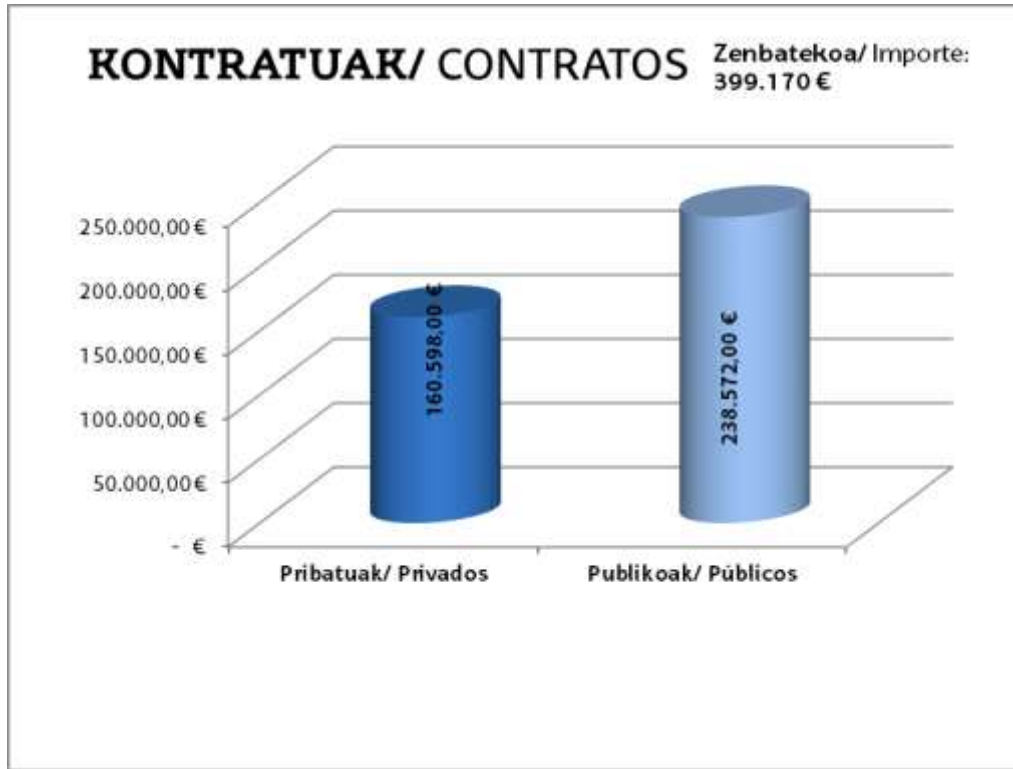 KONTRATUAK/ CONTRATOS
Zenbatekoa/ Importe:
399.170 €
250.000,00 €
200.000,00 €
150.000,00 €
100.000,00 €
50.000,00 €
- €
160.598,00 €
238.572,00 €
Pribatuak/ Privados
Publikoak/ Públicos